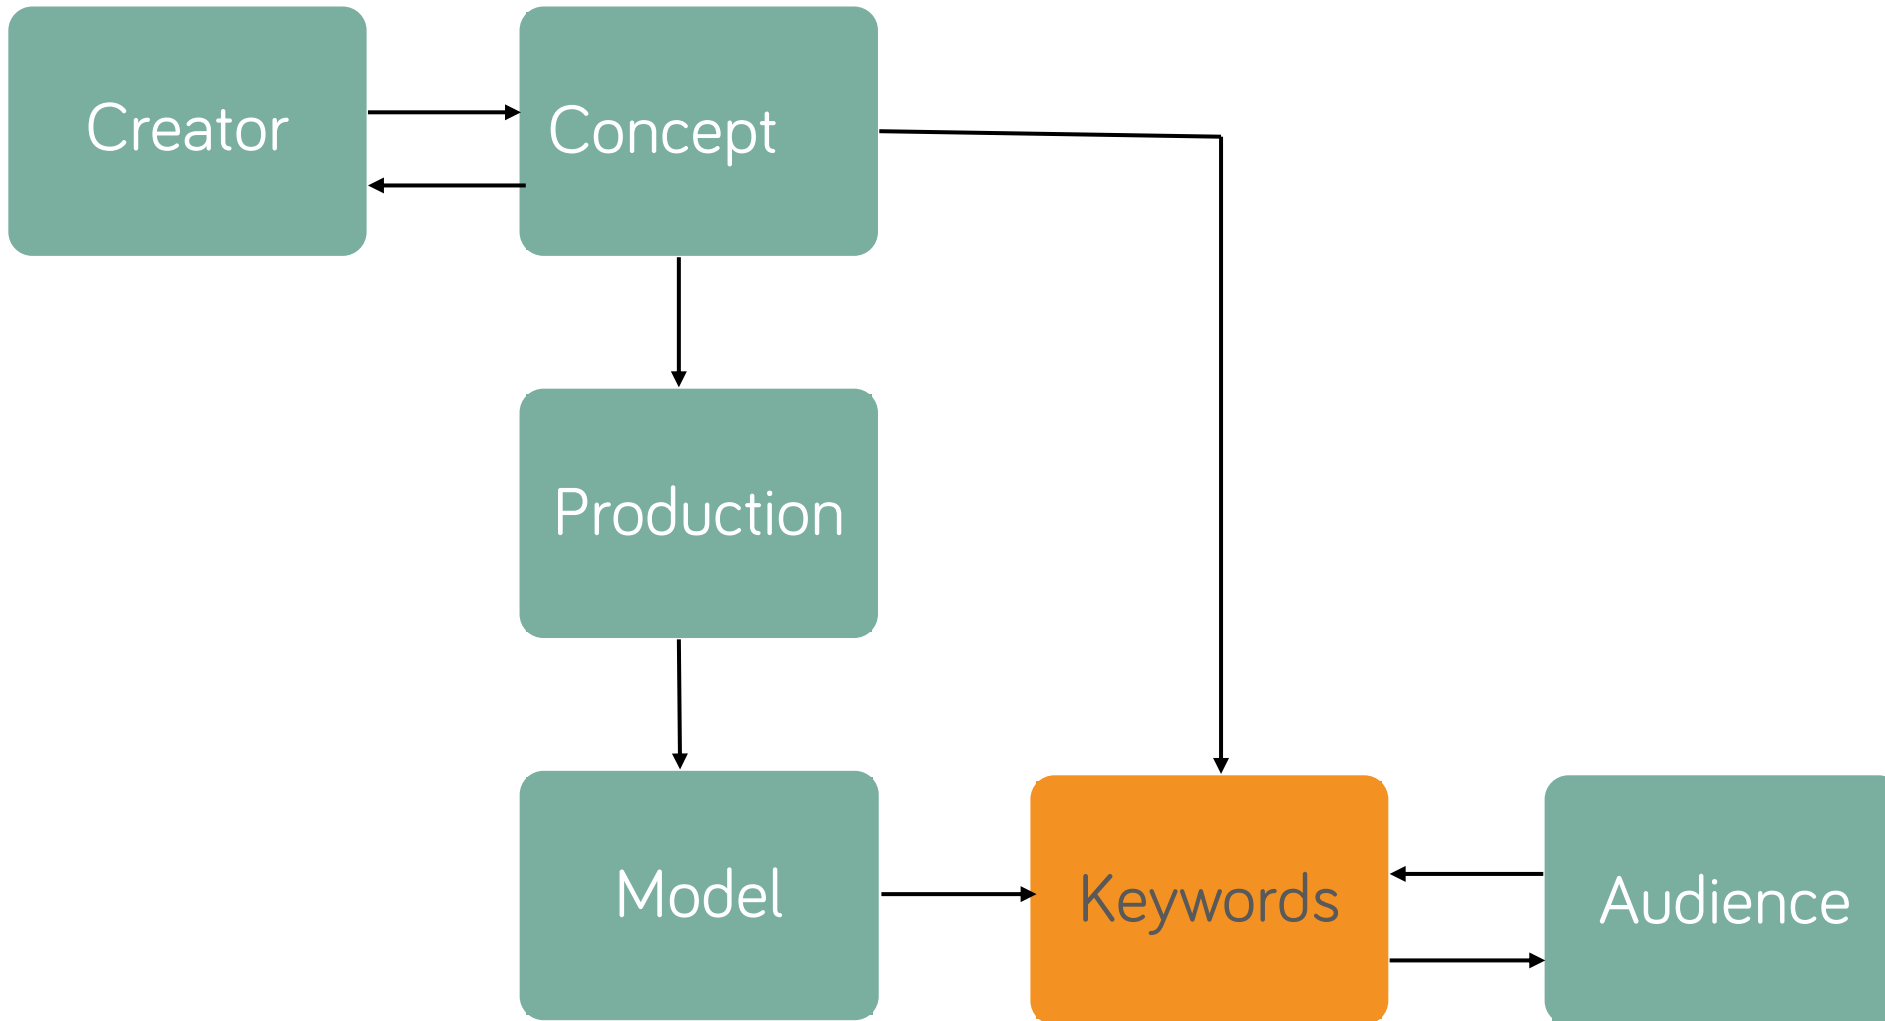 Creator
Concept
Production
Model
Keywords
Audience